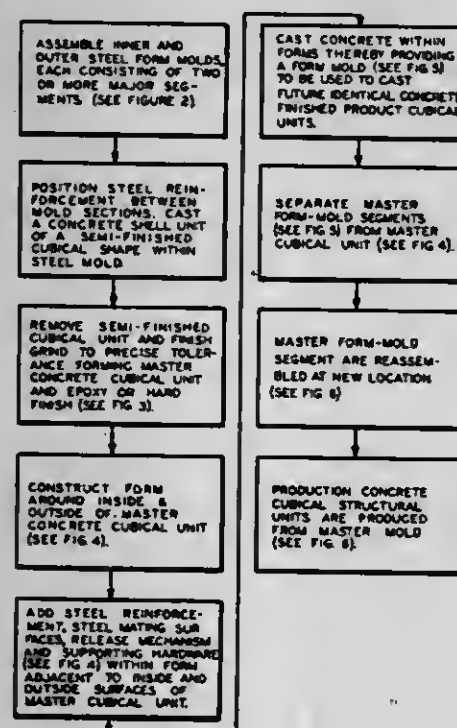 ASSEMBLE INNER AND
OUTER STEEL FORM MOLDS,
EACH CONSISTING OF TWO
OR MORE MAJOR SEG-
MENTS (SEE FIGURE 2)
POSITION STEEL REIN-
FORCEMENT BETWEEN
MOLD SECTIONS, CAST
A CONCRETE SHELL UNIT
OF A SEMI-FINISHED
CUBICAL SHAPE WITHIN
STEEL MOLD.
REMOVE SEMI-FINISHED
CUBICAL UNIT AND FINISH
GRIND TO PRECISE TOLER-
ANCE FORMING MASTER
CONCRETE CUBICAL UNIT
AND EPOXY OR HARD
FINISH (SEE FIG 3).
CONSTRUCT FORM
AROUND INSIDE &
OUTSIDE OF MASTER
CONCRETE CUBICAL UNIT
(SEE FIG. 4).
ADD STEEL REINFORCE-
MENT, STEEL MATING SUR
FACES, RELEASE MECHANISM
AND SUPPORTING HARDWARE
(SEE FIG 4) WITHIN FORM
ADJACENT TO INSIDE AND
OUTSIDE SURFACES OF
MASTER CUBICAL UNIT.
CAST CONCRETE WITHIN
FORMS THEREBY PROVIDING
A FORM MOLD (SEE FIG 5)
TO BE USED TO CAST
FUTURE IDENTICAL CONCRETE
FINISHED PRODUCT CUBICAL
UNITS.
SEPARATE MASTER
FORM-MOLD SEGMENTS
(SEE FIG 5) FROM MASTER
CUBICAL UNIT (SEE FIG 4).
MASTER FORM-MOLD
SEGMENT ARE REASSEM-
BLED AT NEW LOCATION
(SEE FIG 6)
PRODUCTION CONCRETE
CUBICAL STRUCTURAL
UNITS ARE PRODUCED
FROM MASTER MOLD
(SEE FIG. 6).